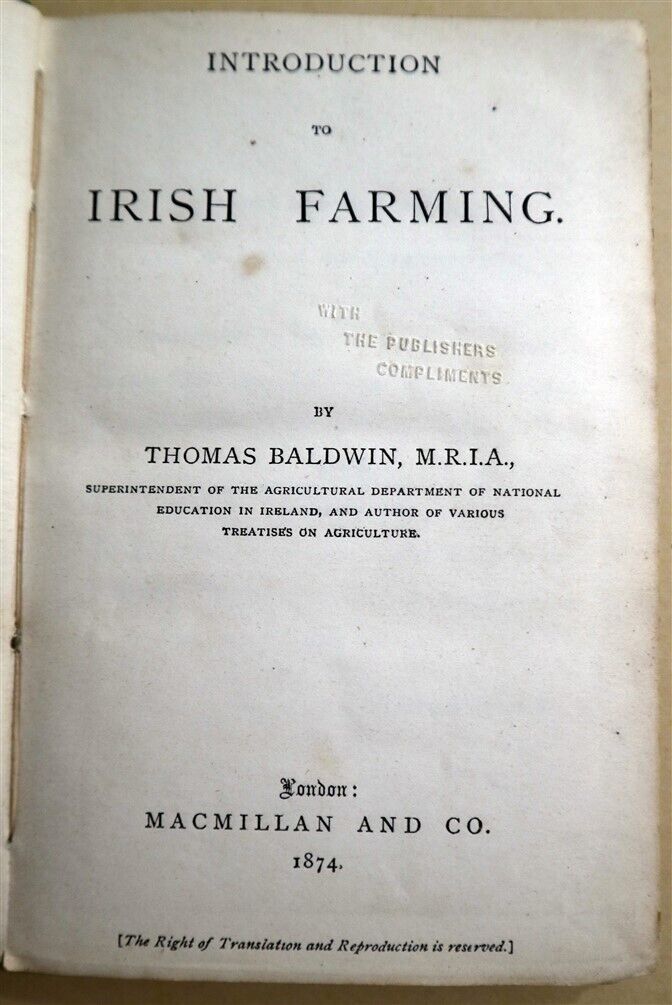 INTRODUCTION
TO
IRISH FARMING.
WITH
THE PUBLISHERS
COMPLIMENTS
BY
THOMAS BALDWIN, M.R.I.A.,
SUPERINTENDENT OF THE AGRICULTURAL DEPARTMENT OF NATIONAL
EDUCATION IN IRELAND, AND AUTHOR OF VARIOUS
TREATISES ON AGRICULTURE.
London:
MACMILLAN AND CO.
1874.
[The Right of Translation and Reproduction is reserved.]